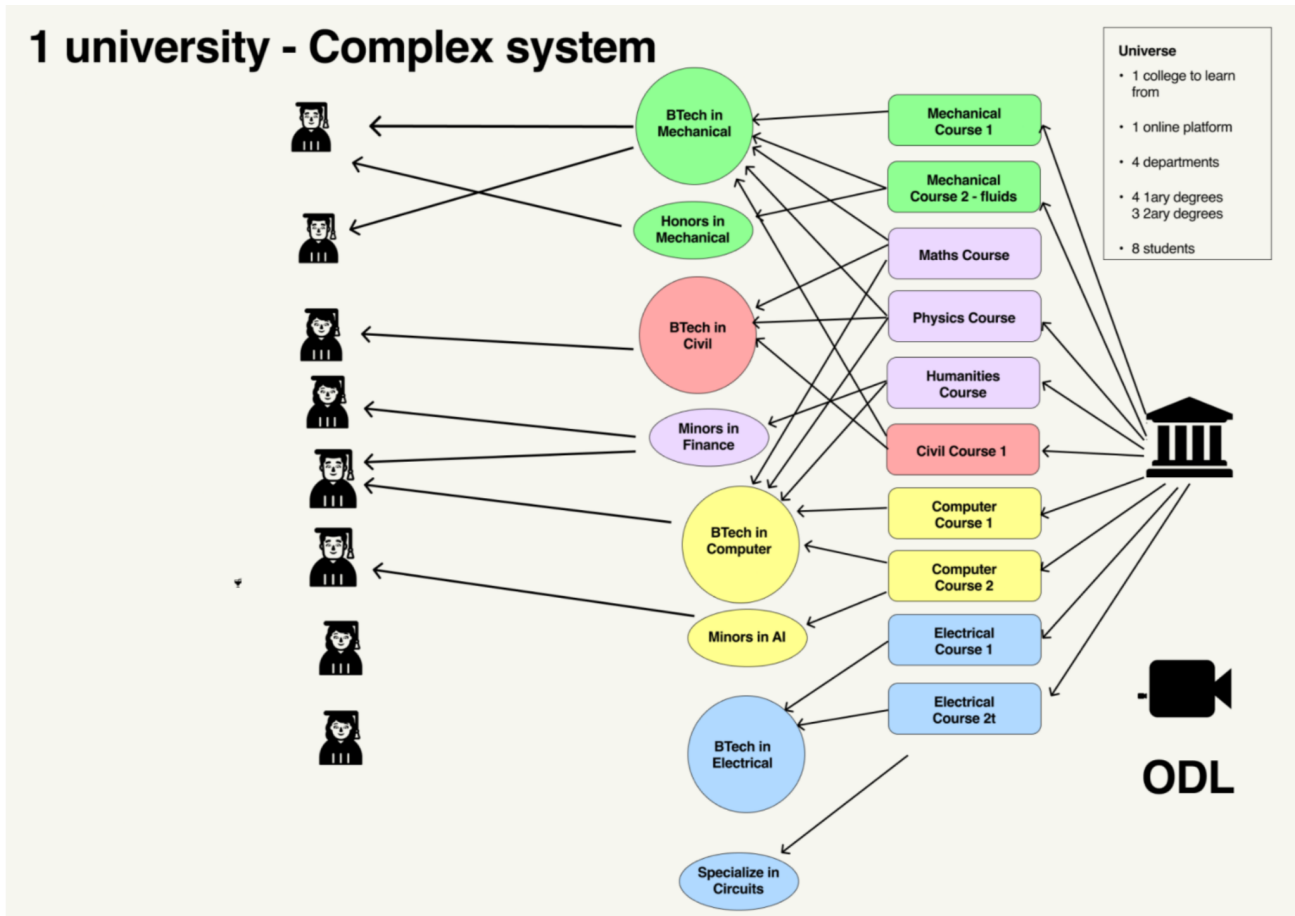 1 university - Complex system
Universe
• 1 college to learn
from
• 1 online platform
• 4 departments
• 4 1ary degrees
3 2ary degrees
• 8 students
BTech in
Mechanical
Honors in
Mechanical
BTech in
Civil
Minors in
Finance
BTech in
Computer
Minors in AI
BTech in
Electrical
Specialize in
Circuits
Mechanical
Course 1
Mechanical
Course 2 - fluids
Maths Course
Physics Course
Humanities
Course
Civil Course 1
Computer
Course 1
Computer
Course 2
Electrical
Course 1
Electrical
Course 2t
ODL